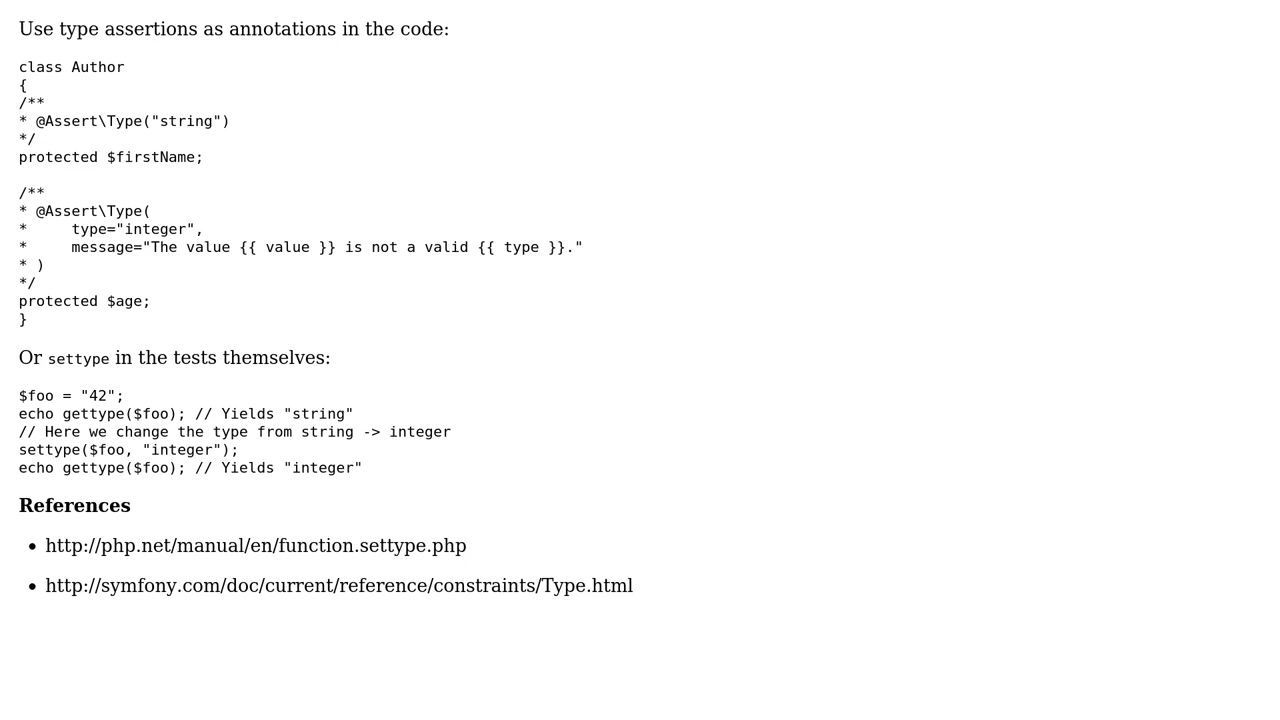 Use type assertions as annotations in the code:
class Author
{
/**
* @Assert\Type("string")
*/
protected $firstName;

/**
* @Assert\Type(
*     type="integer",
*     message="The value {{ value }} is not a valid {{ type }}."
* )
*/
protected $age;
}
Or settype in the tests themselves:
$foo = "42";
echo gettype($foo); // Yields "string"
// Here we change the type from string -> integer
settype($foo, "integer");
echo gettype($foo); // Yields "integer"
References
• http://php.net/manual/en/function.settype.php
• http://symfony.com/doc/current/reference/constraints/Type.html